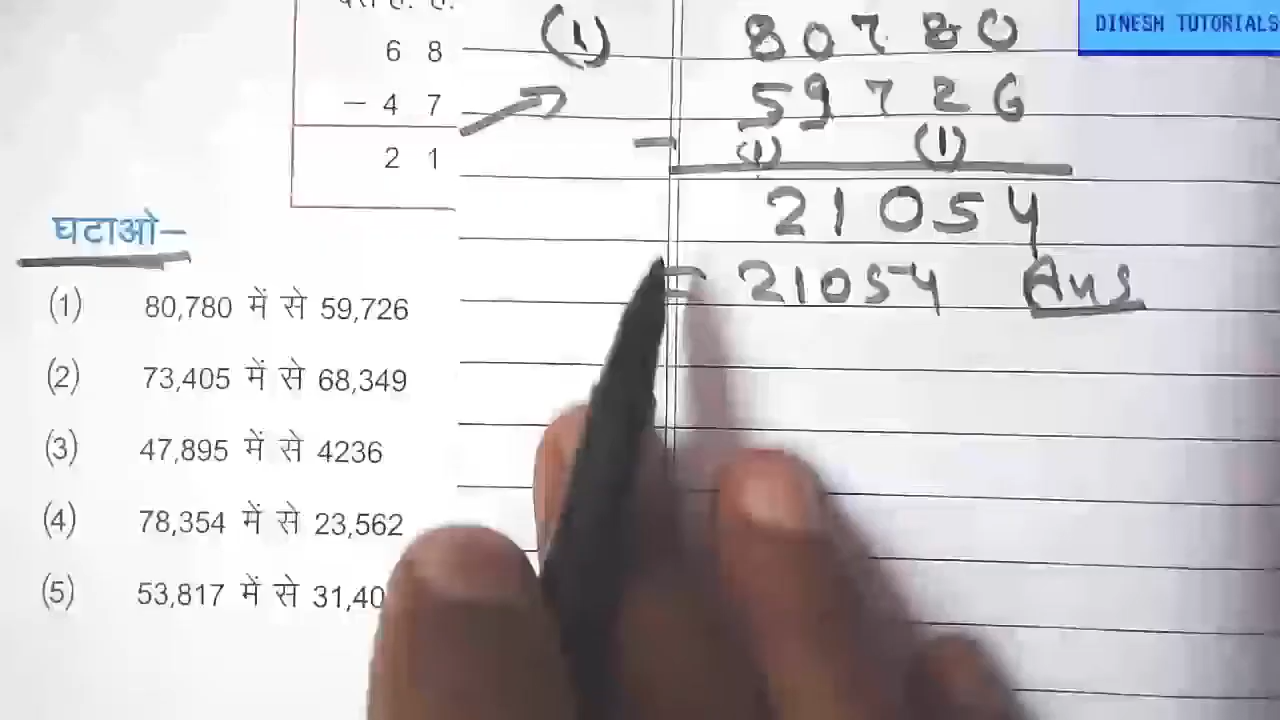 6 8
− 4 7
2 1
घटाओ–
(1) 80,780 में से 59,726
(2) 73,405 में से 68,349
(3) 47,895 में से 4236
(4) 78,354 में से 23,562
(5) 53,817 में से 31,40
DINESH TUTORIALS
(1) 80780
59726
− (1) (1)
21054
= 21054 Ans